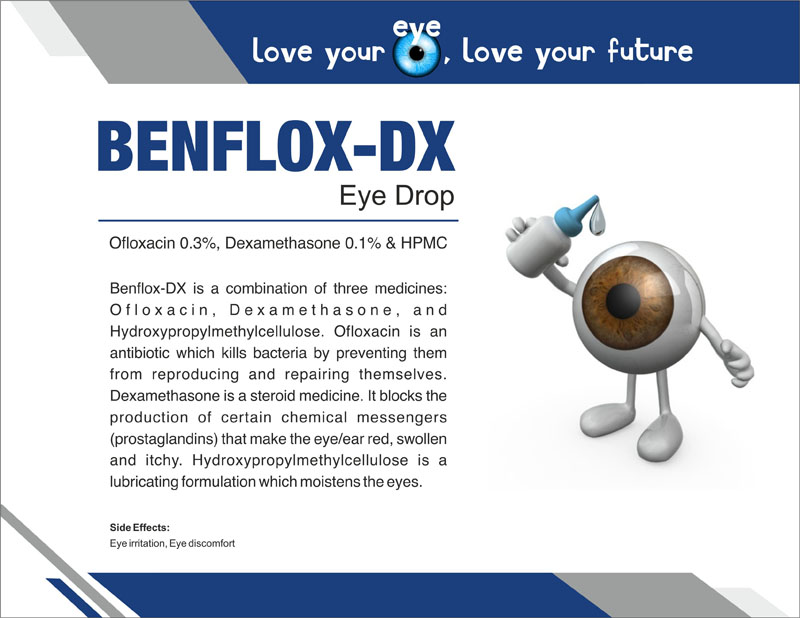 love your eye, love your future
BENFLOX-DX
Eye Drop
Ofloxacin 0.3%, Dexamethasone 0.1% & HPMC
Benflox-DX is a combination of three medicines:
Ofloxacin, Dexamethasone, and
Hydroxypropylmethylcellulose. Ofloxacin is an
antibiotic which kills bacteria by preventing them
from reproducing and repairing themselves.
Dexamethasone is a steroid medicine. It blocks the
production of certain chemical messengers
(prostaglandins) that make the eye/ear red, swollen
and itchy. Hydroxypropylmethylcellulose is a
lubricating formulation which moistens the eyes.
Side Effects:
Eye irritation, Eye discomfort